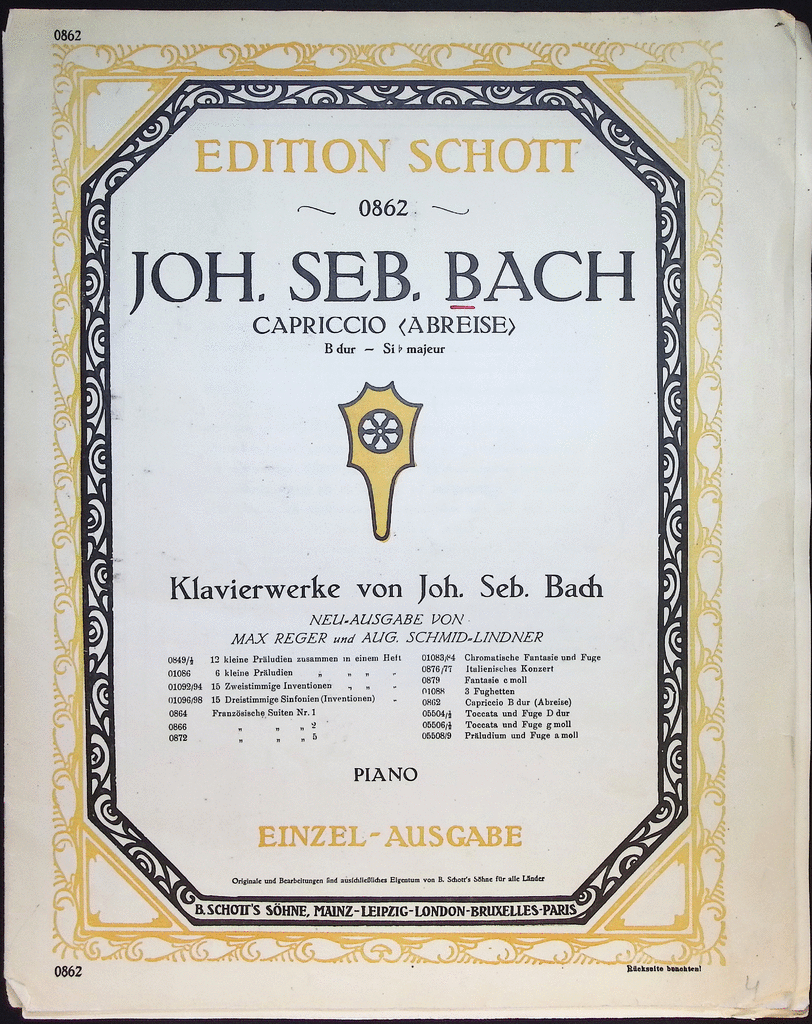 0862
EDITION SCHOTT
~ 0862 ~
JOH. SEB. BACH
CAPRICCIO <ABREISE>
B dur – Si♭ majeur
Klavierwerke von Joh. Seb. Bach
NEU-AUSGABE VON
MAX REGER und AUG. SCHMID-LINDNER
0849/½ 12 kleine Präludien zusammen in einem Heft
01086 6 kleine Präludien „ „ „ „
01092/94 15 Zweistimmige Inventionen „ „ „
01096/98 15 Dreistimmige Sinfonien (Inventionen) „
0864 Französische Suiten Nr. 1
0866 „ „ „ 2
0872 „ „ „ 5
01083/84 Chromatische Fantasie und Fuge
0876/77 Italienisches Konzert
0879 Fantasie c moll
01088 3 Fughetten
0862 Capriccio B dur (Abreise)
05504/½ Toccata und Fuge D dur
05506/½ Toccata und Fuge g moll
05508/9 Präludium und Fuge a moll
PIANO
EINZEL-AUSGABE
Originale und Bearbeitungen sind ausschließliches Eigentum von B. Schott's Söhne für alle Länder
B. SCHOTT'S SÖHNE, MAINZ-LEIPZIG-LONDON-BRUXELLES-PARIS
0862
Rückseite beachten!
4